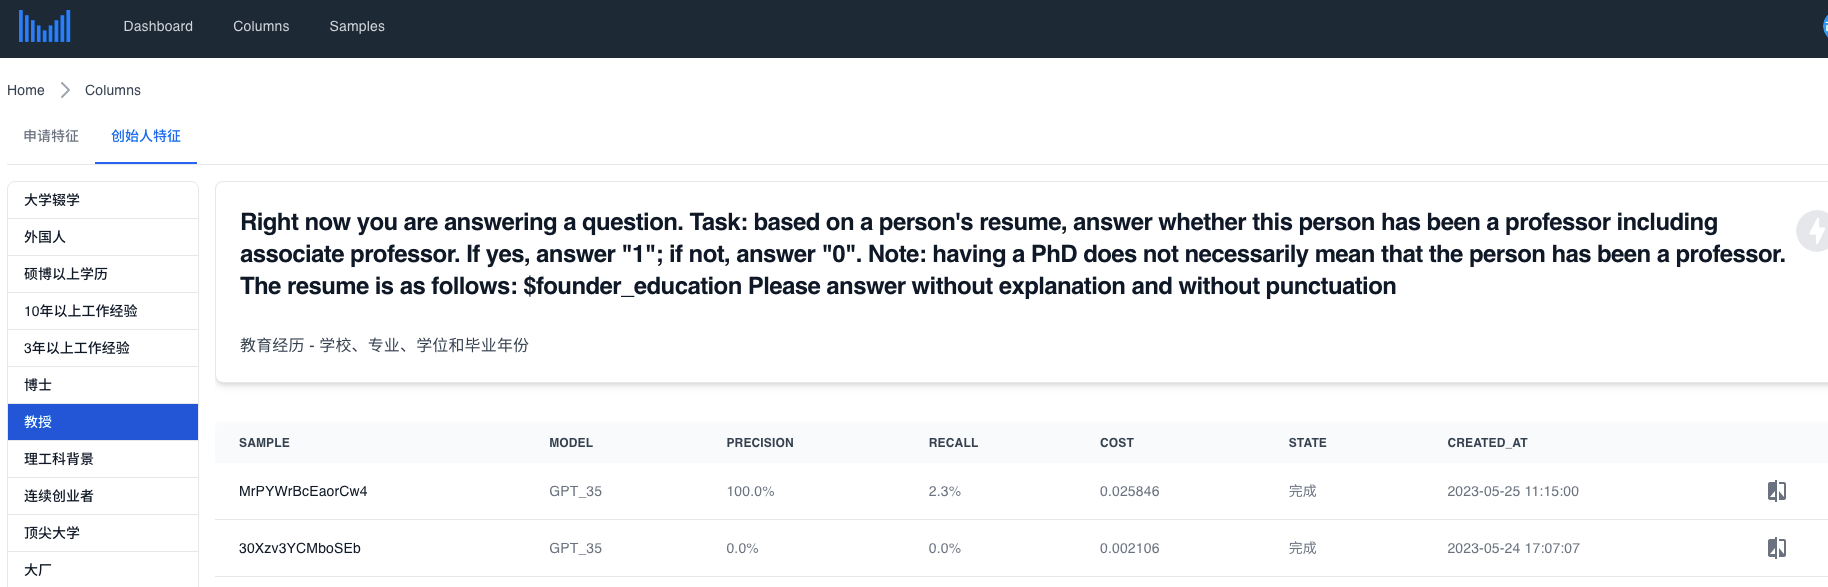 Dashboard Columns Samples
Home Columns
申请特征 创始人特征
大学辍学
外国人
硕博以上学历
10年以上工作经验
3年以上工作经验
博士
教授
理工科背景
连续创业者
顶尖大学
大厂
Right now you are answering a question. Task: based on a person's resume, answer whether this person has been a professor including
associate professor. If yes, answer "1"; if not, answer "0". Note: having a PhD does not necessarily mean that the person has been a professor.
The resume is as follows: $founder_education Please answer without explanation and without punctuation
教育经历 - 学校、专业、学位和毕业年份
SAMPLE MODEL PRECISION RECALL COST STATE CREATED_AT
MrPYWrBcEaorCw4 GPT_35 100.0% 2.3% 0.025846 完成 2023-05-25 11:15:00
30Xzv3YCMboSEb GPT_35 0.0% 0.0% 0.002106 完成 2023-05-24 17:07:07